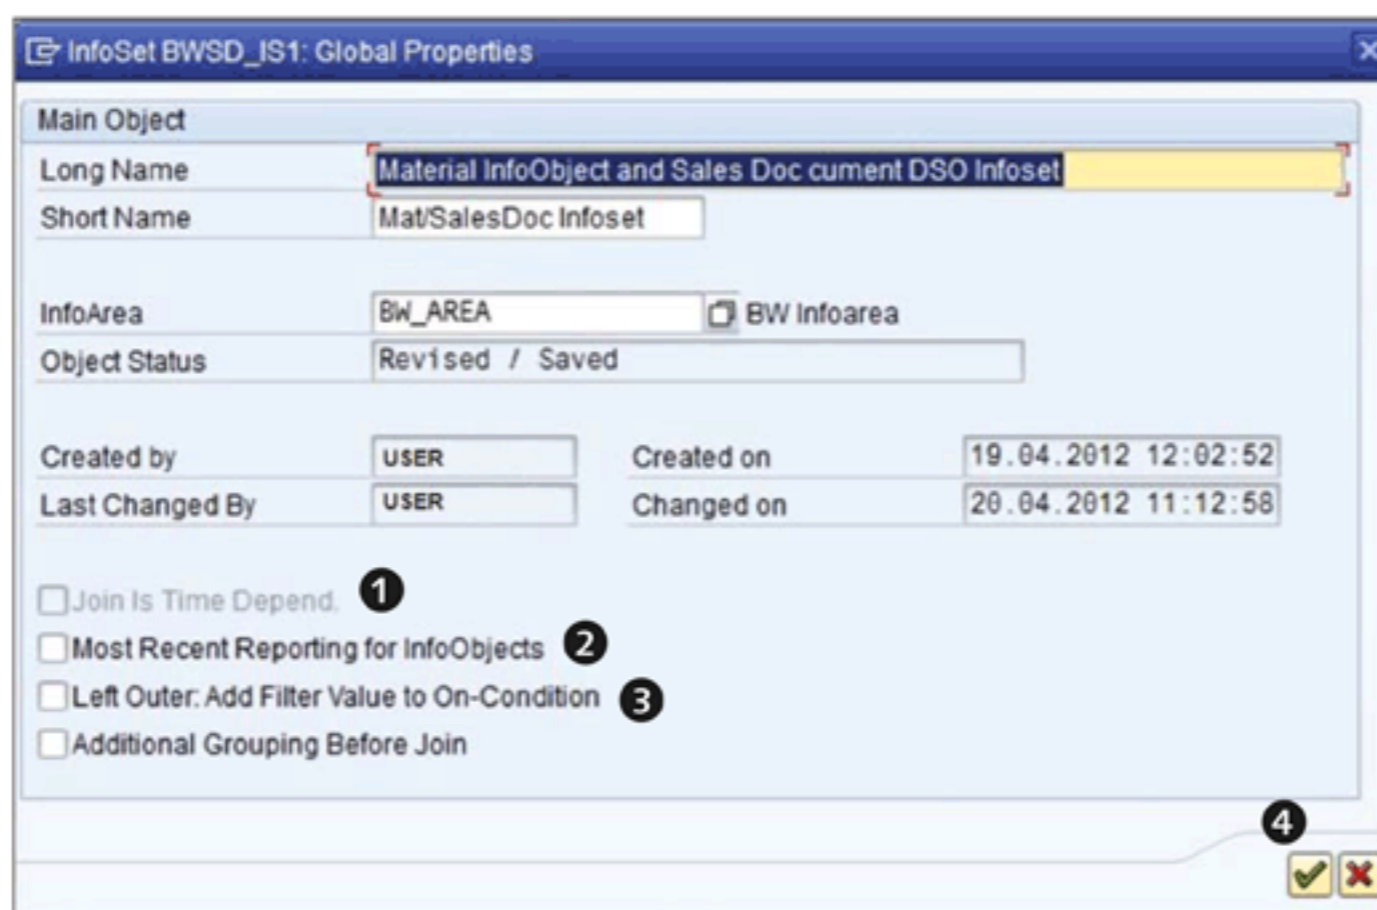 InfoSet BWSD_IS1: Global Properties
Main Object
Long Name Material InfoObject and Sales Doc cument DSO Infoset
Short Name Mat/SalesDoc Infoset
InfoArea BW_AREA BW Infoarea
Object Status Revised / Saved
Created by USER Created on 19.04.2012 12:02:52
Last Changed By USER Changed on 20.04.2012 11:12:58
Join Is Time Depend. 1
Most Recent Reporting for InfoObjects 2
Left Outer: Add Filter Value to On-Condition 3
Additional Grouping Before Join
4